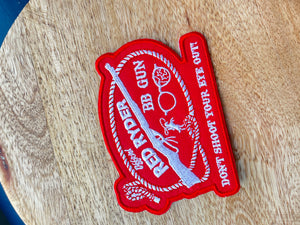 RED RYDER
BB GUN
DON'T SHOOT YOUR EYE OUT!